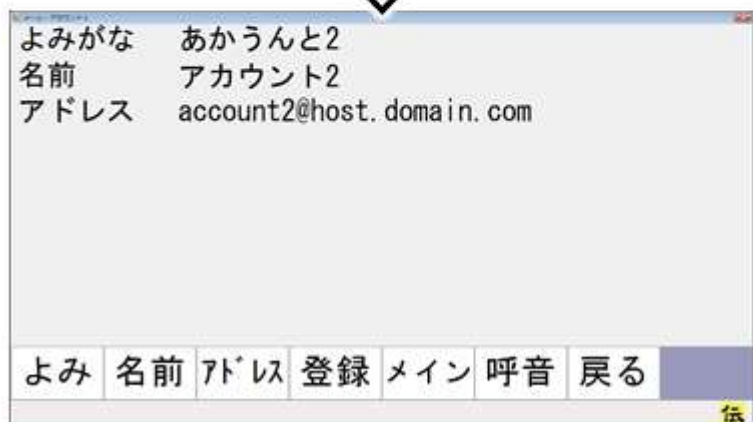 よみがな あかうんと2
名前 アカウント2
アドレス account2@host.domain.com
よみ 名前 ｱﾄﾞﾚｽ 登録 メイン 呼音 戻る
伝